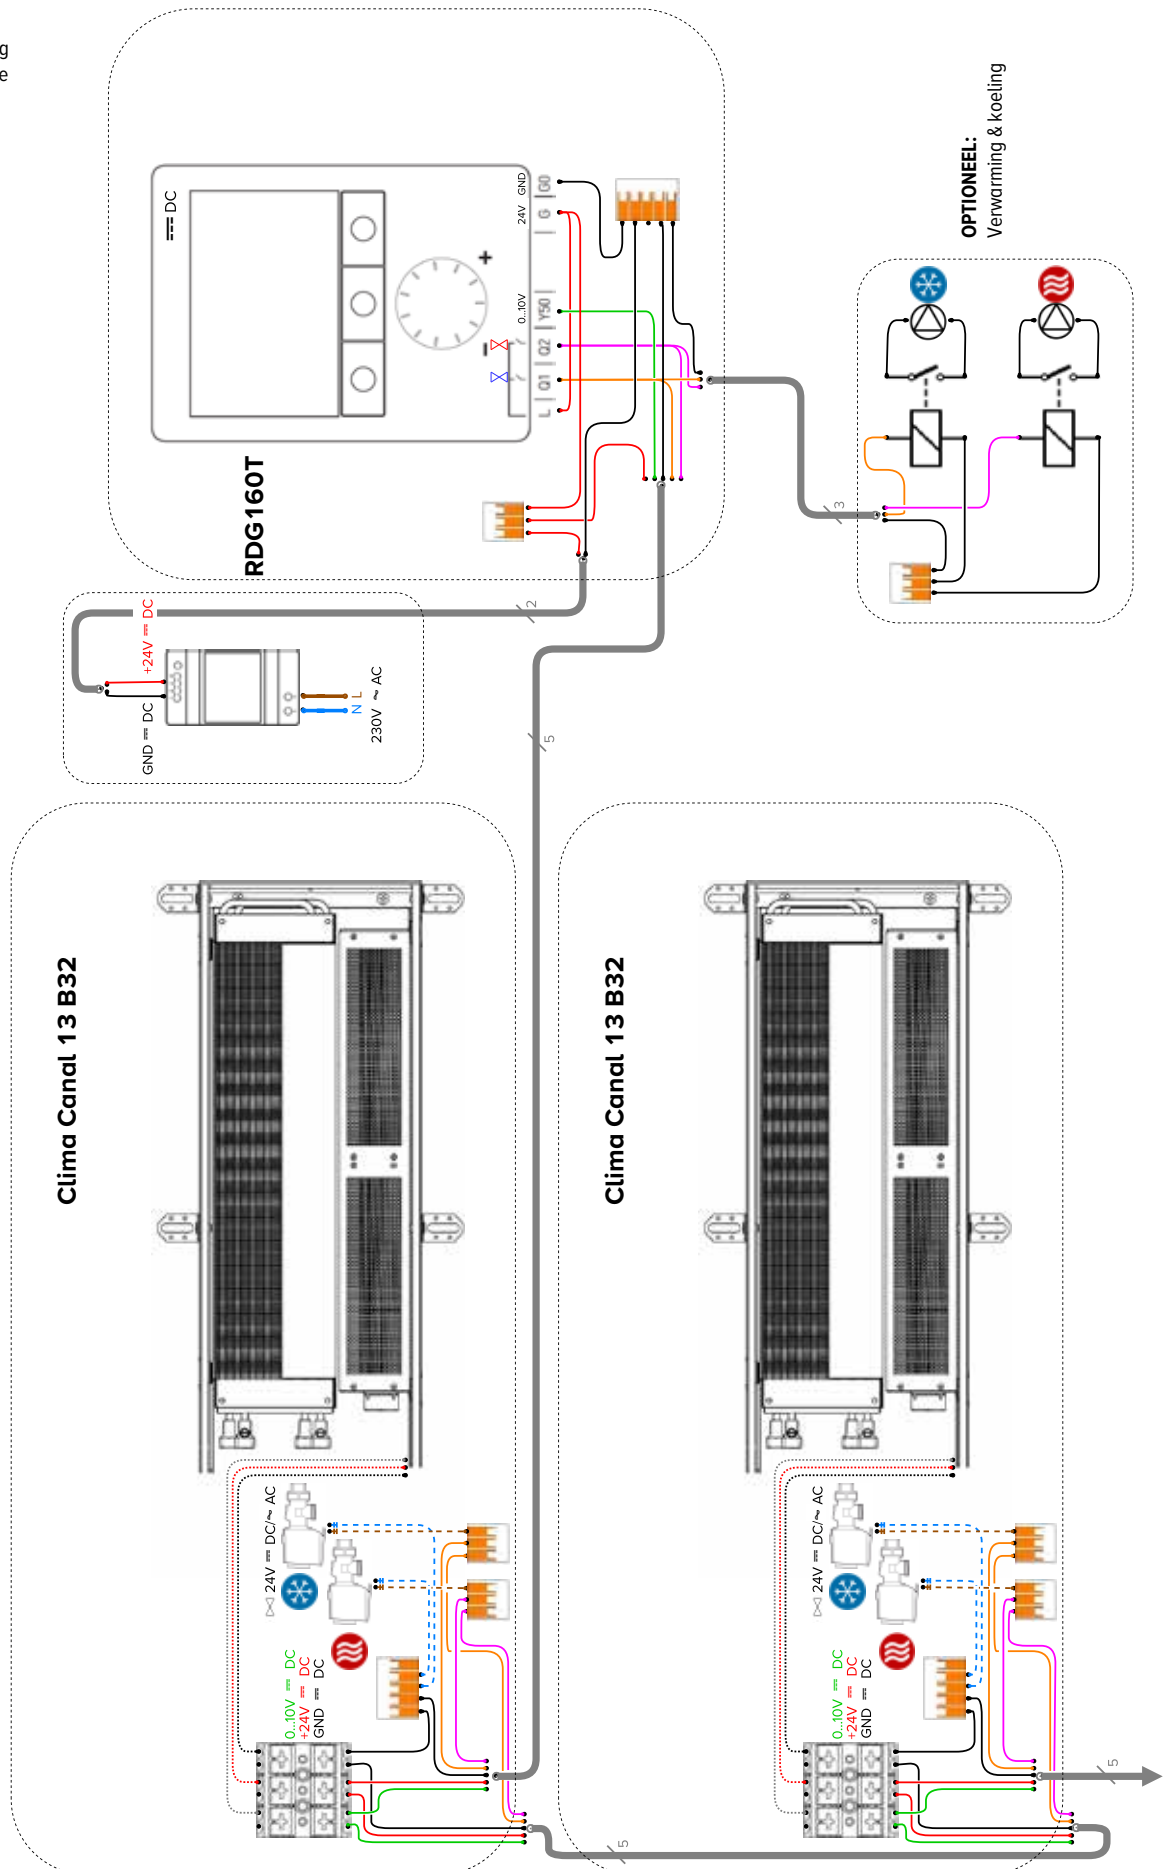 g
e
DC
+
−
GND
24V
0...10V
G0
G
Y50
Q2
Q1
L
RDG160T
OPTIONEEL:
Verwarming & koeling
3
2
5
+24V ⎓ DC
GND ⎓ DC
N
L
230V ~ AC
Clima Canal 13 B32
24V ⎓ DC/~ AC
0...10V ⎓ DC
+24V ⎓ DC
GND ⎓ DC
5
Clima Canal 13 B32
24V ⎓ DC/~ AC
0...10V ⎓ DC
+24V ⎓ DC
GND ⎓ DC
5